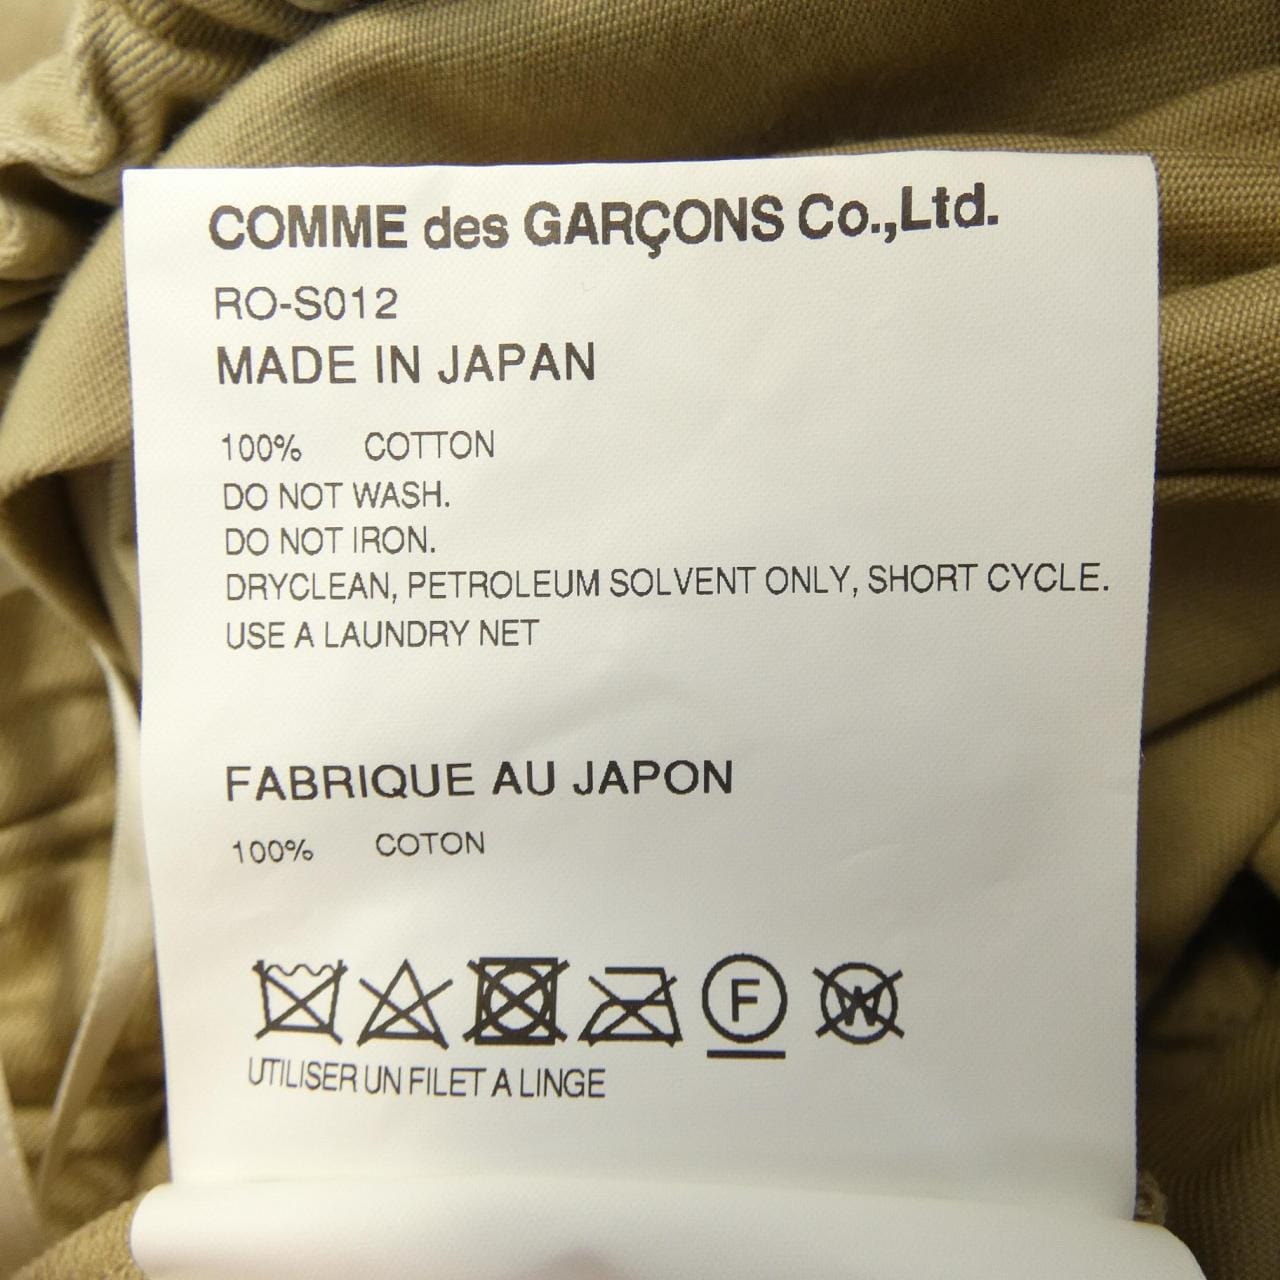 COMME des GARÇONS Co.,Ltd.
RO-S012
MADE IN JAPAN
100% COTTON
DO NOT WASH.
DO NOT IRON.
DRYCLEAN, PETROLEUM SOLVENT ONLY, SHORT CYCLE.
USE A LAUNDRY NET
FABRIQUE AU JAPON
100% COTON
F W
UTILISER UN FILET A LINGE